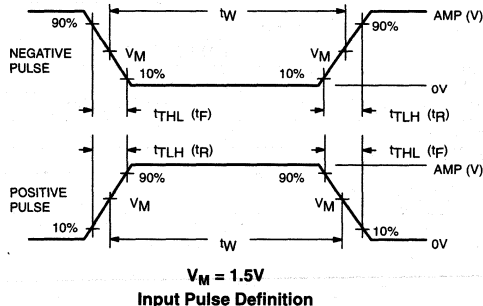 tW
AMP (V)
90%
90%
NEGATIVE
PULSE
VM
VM
10%
10%
0V
tTHL (tF)
tTLH (tR)
tTLH (tR)
tTHL (tF)
AMP (V)
90%
90%
POSITIVE
PULSE
VM
VM
10%
10%
tW
0V
VM = 1.5V
Input Pulse Definition